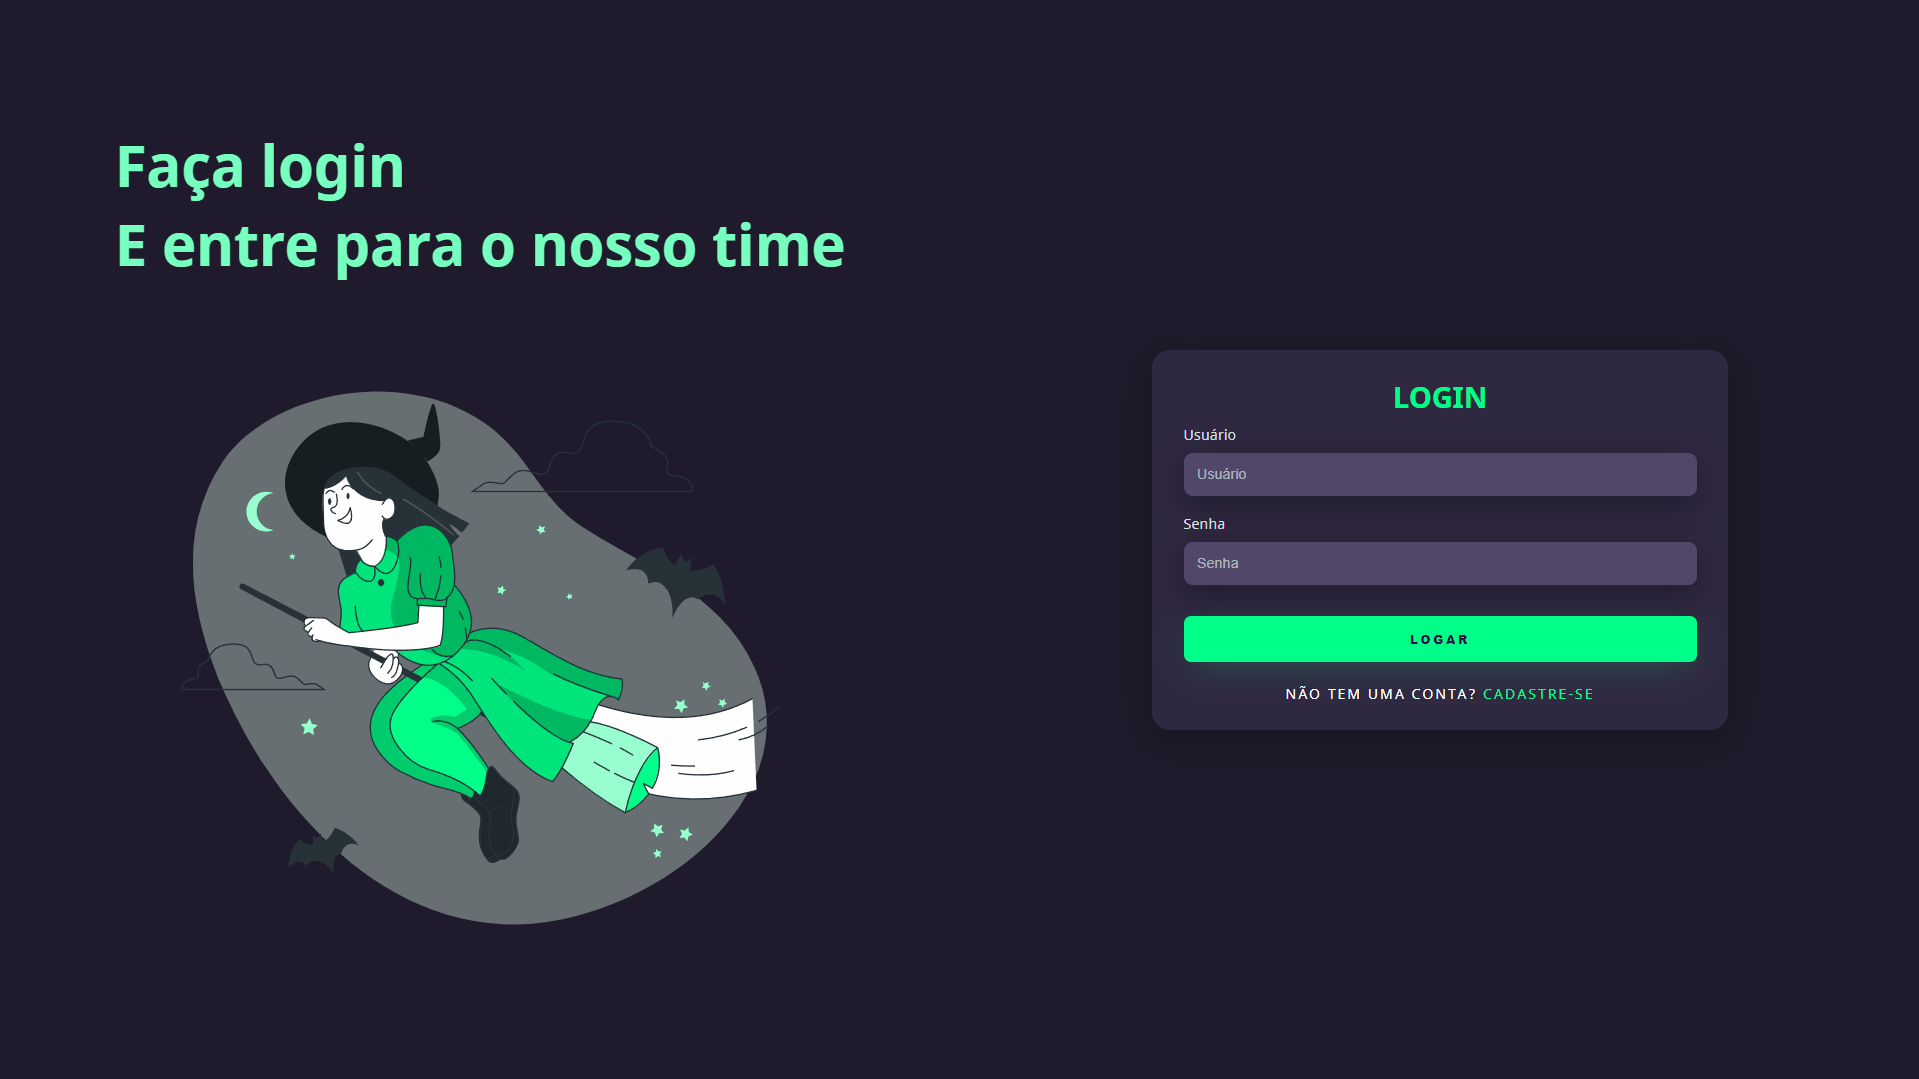 Faça login
E entre para o nosso time
LOGIN
Usuário
Usuário
Senha
Senha
LOGAR
NÃO TEM UMA CONTA? CADASTRE-SE